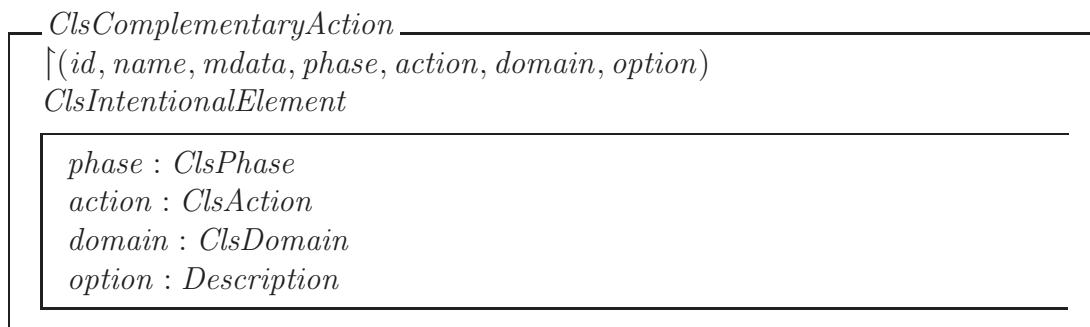 ClsComplementaryAction
↾(id, name, mdata, phase, action, domain, option)
ClsIntentionalElement
phase : ClsPhase
action : ClsAction
domain : ClsDomain
option : Description